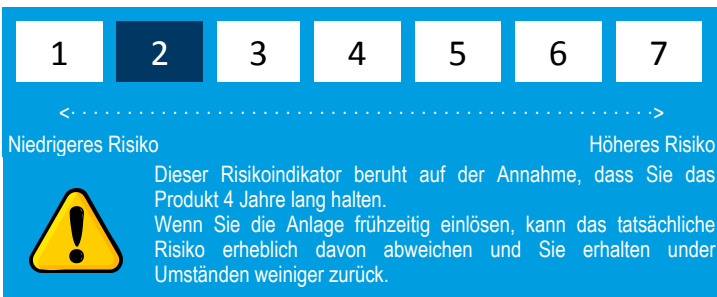 1 2 3 4 5 6 7
<· · · · · · · · · · · · · · · · · · · · · · · · · · · · · · · · · · · · · · · · · · · · · · · · · · · · · ·>
Niedrigeres Risiko Höheres Risiko
Dieser Risikoindikator beruht auf der Annahme, dass Sie das
Produkt 4 Jahre lang halten.
Wenn Sie die Anlage frühzeitig einlösen, kann das tatsächliche
Risiko erheblich davon abweichen und Sie erhalten under
Umständen weiniger zurück.